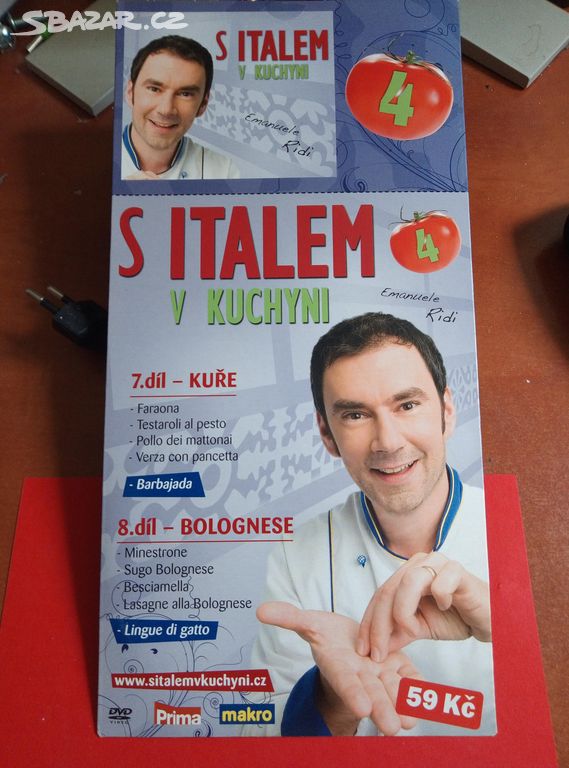 SBAZAR.CZ
S ITALEM
V KUCHYNI
4
Emanuele
Ridi
S ITALEM
4
V KUCHYNI
Emanuele
Ridi
7.díl – KUŘE
- Faraona
- Testaroli al pesto
- Pollo dei mattonai
- Verza con pancetta
- Barbajada
8.díl – BOLOGNESE
- Minestrone
- Sugo Bolognese
- Besciamella
- Lasagne alla Bolognese
- Lingue di gatto
www.sitalemvkuchyni.cz
59 Kč
DVD
VIDEO
Prima
makro